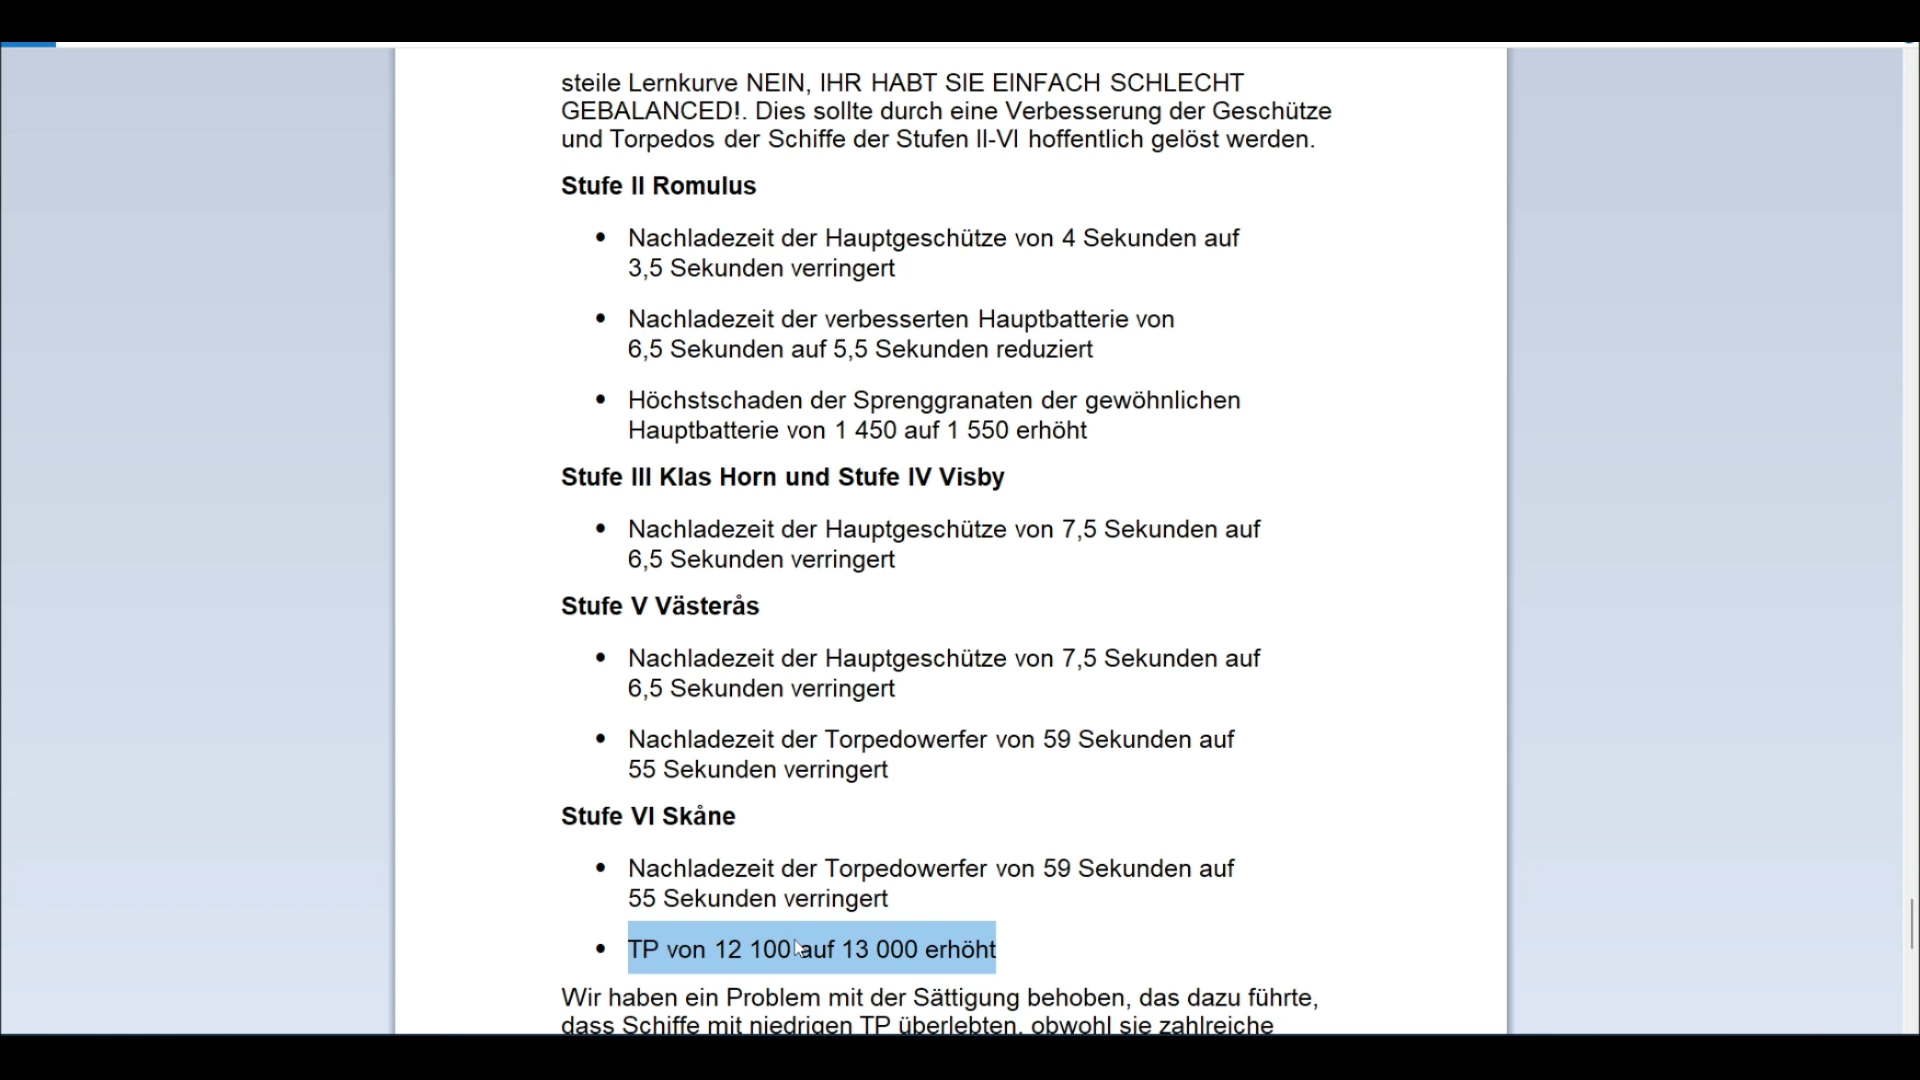 steile Lernkurve NEIN, IHR HABT SIE EINFACH SCHLECHT
GEBALANCED!. Dies sollte durch eine Verbesserung der Geschütze
und Torpedos der Schiffe der Stufen II-VI hoffentlich gelöst werden.
Stufe II Romulus
• Nachladezeit der Hauptgeschütze von 4 Sekunden auf
3,5 Sekunden verringert
• Nachladezeit der verbesserten Hauptbatterie von
6,5 Sekunden auf 5,5 Sekunden reduziert
• Höchstschaden der Sprenggranaten der gewöhnlichen
Hauptbatterie von 1 450 auf 1 550 erhöht
Stufe III Klas Horn und Stufe IV Visby
• Nachladezeit der Hauptgeschütze von 7,5 Sekunden auf
6,5 Sekunden verringert
Stufe V Västerås
• Nachladezeit der Hauptgeschütze von 7,5 Sekunden auf
6,5 Sekunden verringert
• Nachladezeit der Torpedowerfer von 59 Sekunden auf
55 Sekunden verringert
Stufe VI Skåne
• Nachladezeit der Torpedowerfer von 59 Sekunden auf
55 Sekunden verringert
• TP von 12 100 auf 13 000 erhöht
Wir haben ein Problem mit der Sättigung behoben, das dazu führte,
dass Schiffe mit niedrigen TP überlebten, obwohl sie zahlreiche